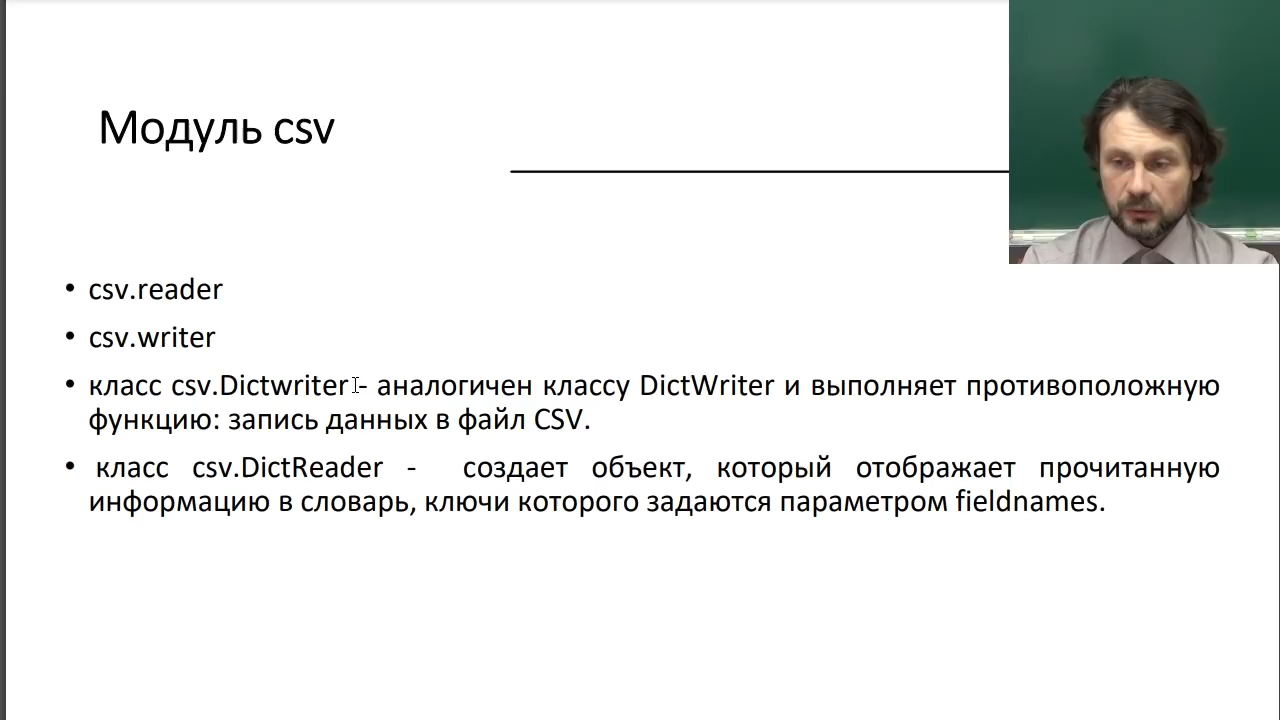 Модуль csv
• csv.reader
• csv.writer
• класс csv.Dictwriter - аналогичен классу DictWriter и выполняет противоположную
функцию: запись данных в файл CSV.
• класс csv.DictReader - создает объект, который отображает прочитанную
информацию в словарь, ключи которого задаются параметром fieldnames.